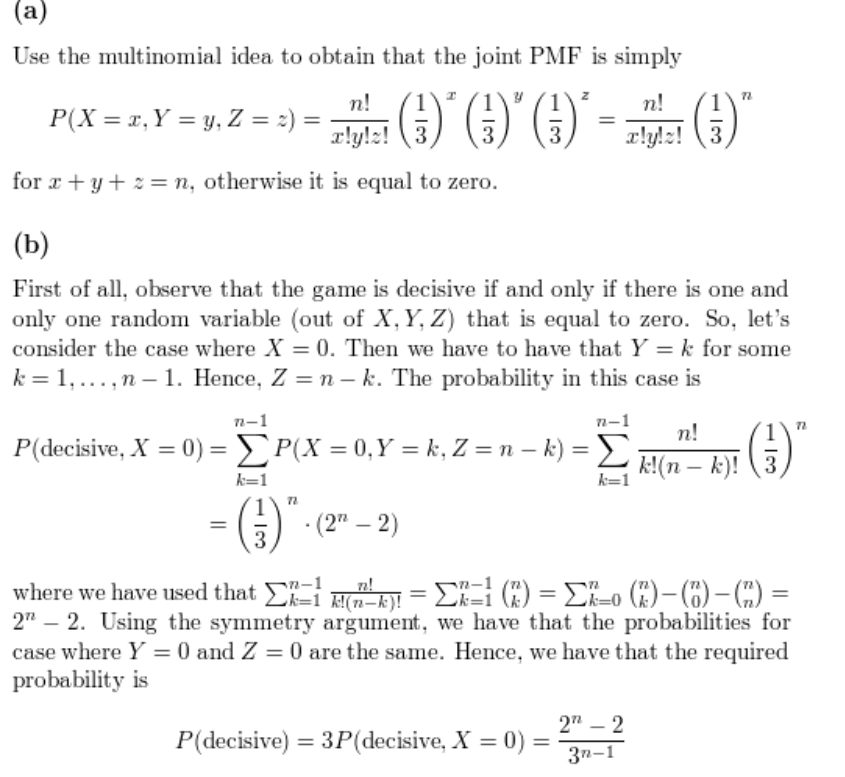 (a)
Use the multinomial idea to obtain that the joint PMF is simply
P(X = x, Y = y, Z = z) = \frac{n!}{x!y!z!} \left(\frac{1}{3}\right)^x \left(\frac{1}{3}\right)^y \left(\frac{1}{3}\right)^z = \frac{n!}{x!y!z!} \left(\frac{1}{3}\right)^n
for x + y + z = n, otherwise it is equal to zero.
(b)
First of all, observe that the game is decisive if and only if there is one and
only one random variable (out of X, Y, Z) that is equal to zero. So, let's
consider the case where X = 0. Then we have to have that Y = k for some
k = 1, . . . , n − 1. Hence, Z = n − k. The probability in this case is
P(decisive, X = 0) = \sum_{k=1}^{n-1} P(X = 0, Y = k, Z = n − k) = \sum_{k=1}^{n-1} \frac{n!}{k!(n-k)!} \left(\frac{1}{3}\right)^n
= \left(\frac{1}{3}\right)^n · (2^n − 2)
where we have used that \sum_{k=1}^{n-1} \frac{n!}{k!(n-k)!} = \sum_{k=1}^{n-1} \binom{n}{k} = \sum_{k=0}^{n} \binom{n}{k} − \binom{n}{0} − \binom{n}{n} =
2^n − 2. Using the symmetry argument, we have that the probabilities for
case where Y = 0 and Z = 0 are the same. Hence, we have that the required
probability is
P(decisive) = 3P(decisive, X = 0) = \frac{2^n − 2}{3^{n−1}}